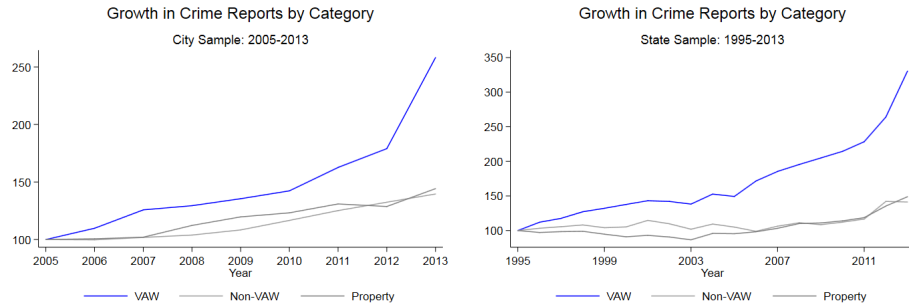 Growth in Crime Reports by Category
City Sample: 2005-2013
250
200
150
100
2005 2006 2007 2008 2009 2010 2011 2012 2013
Year
VAW Non-VAW Property
Growth in Crime Reports by Category
State Sample: 1995-2013
350
300
250
200
150
100
1995 1999 2003 2007 2011
Year
VAW Non-VAW Property